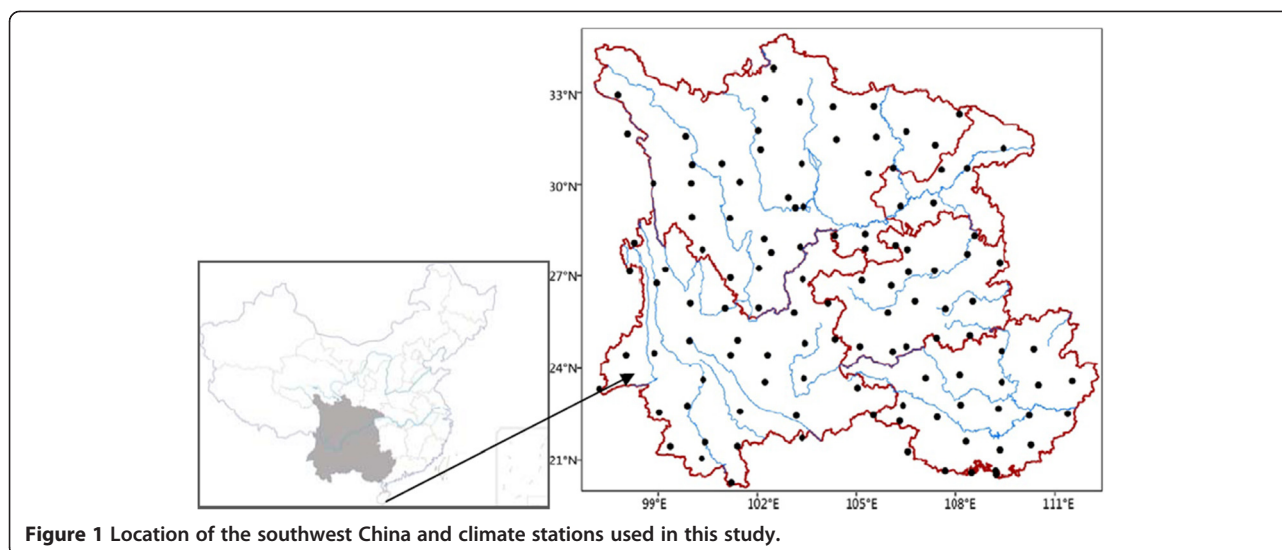 33°N
30°N
27°N
24°N
21°N
99°E 102°E 105°E 108°E 111°E
Figure 1 Location of the southwest China and climate stations used in this study.